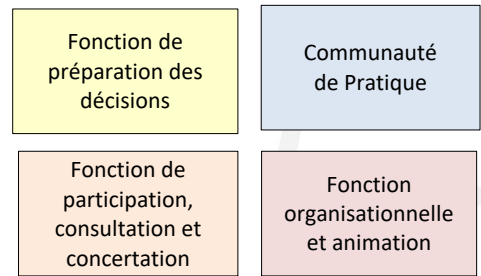 Fonction de
préparation des
décisions
Communauté
de Pratique
Fonction de
participation,
consultation et
concertation
Fonction
organisationnelle
et animation